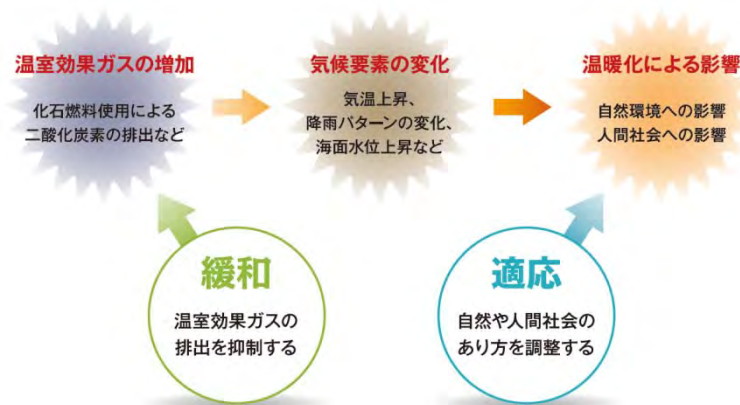 温室効果ガスの増加
化石燃料使用による
二酸化炭素の排出など
気候要素の変化
気温上昇、
降雨パターンの変化、
海面水位上昇など
温暖化による影響
自然環境への影響
人間社会への影響
緩和
温室効果ガスの
排出を抑制する
適応
自然や人間社会の
あり方を調整する